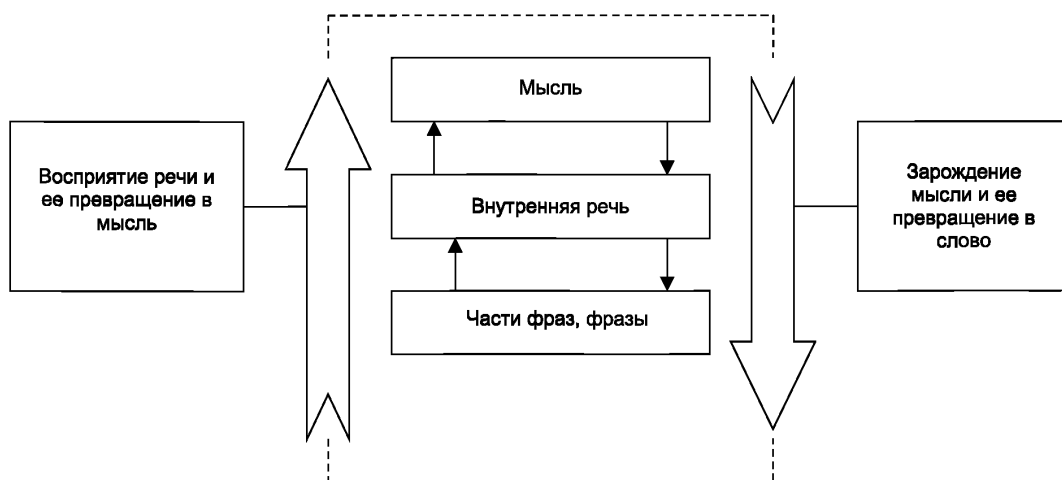 Мысль
Восприятие речи и
ее превращение в
мысль
Внутренняя речь
Зарождение
мысли и ее
превращение в
слово
Части фраз, фразы